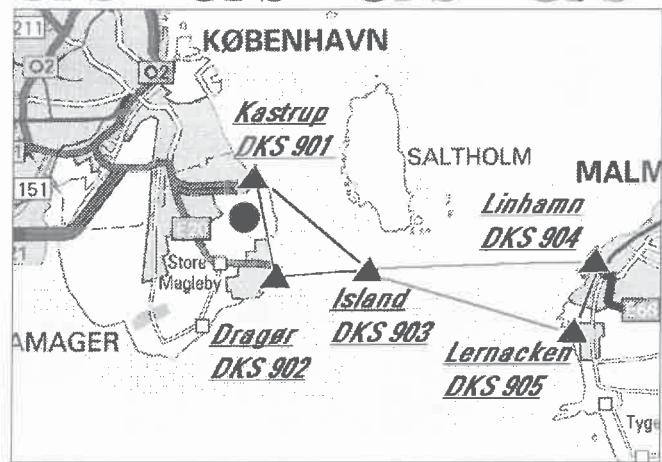 211
KØBENHAVN
O2
O2
Kastrup
DKS 901
SALTHOLM
MALM
151
Linhamn
DKS 904
E20
Store
Magleby
Island
DKS 903
AMAGER
Dragør
DKS 902
Lernacken
DKS 905
Tyge